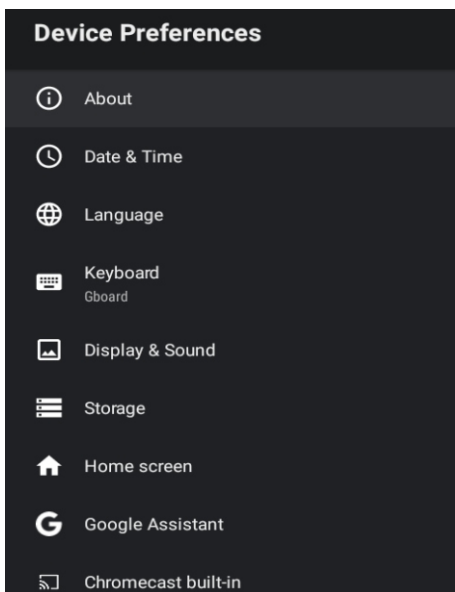 Device Preferences
About
Date & Time
Language
Keyboard
Gboard
Display & Sound
Storage
Home screen
Google Assistant
Chromecast built-in